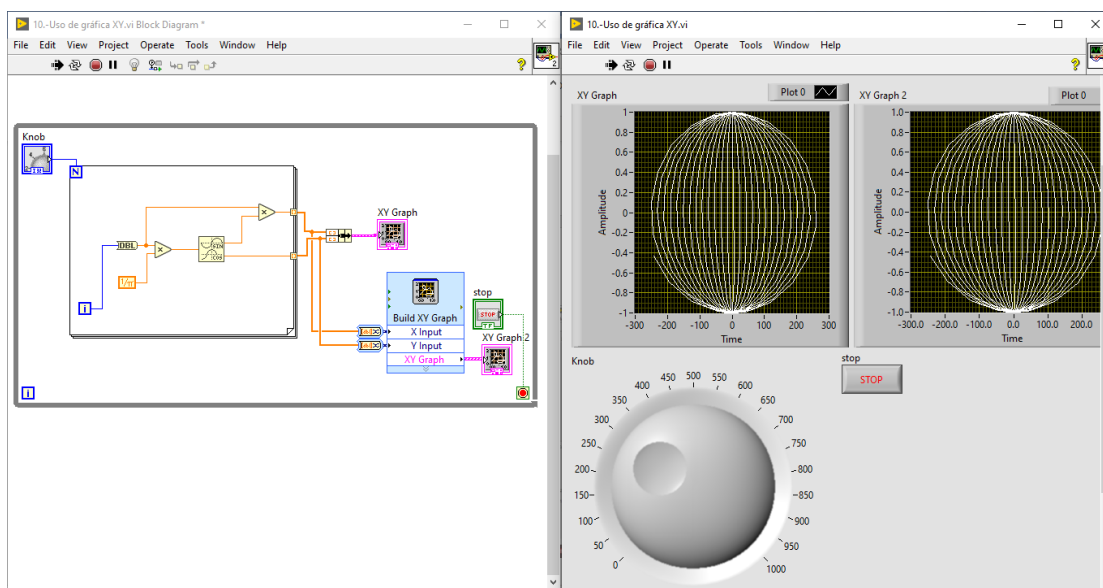 10.-Uso de gráfica XY.vi Block Diagram *
File Edit View Project Operate Tools Window Help
2
Knob
N
DBL
SIN
COS
1/π
i
i
XY Graph
Build XY Graph
X Input
Y Input
XY Graph
stop
STOP
TF
XY Graph 2
10.-Uso de gráfica XY.vi
File Edit View Project Operate Tools Window Help
XY Graph
Plot 0
Amplitude
1
0.8
0.6
0.4
0.2
0
-0.2
-0.4
-0.6
-0.8
-1
-300 -200 -100 0 100 200 300
Time
XY Graph 2
Plot 0
Amplitude
1.0
0.8
0.6
0.4
0.2
0.0
-0.2
-0.4
-0.6
-0.8
-1.0
-300.0 -200.0 -100.0 0.0 100.0 200.0
Time
Knob
0
50
100
150
200
250
300
350
400
450
500
550
600
650
700
750
800
850
900
950
1000
stop
STOP